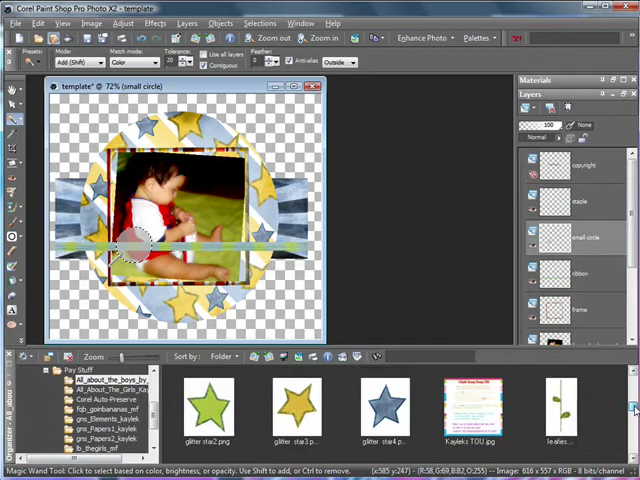 Corel Paint Shop Pro Photo X2 - template
File Edit View Image Adjust Effects Layers Objects Selections Window Help
Zoom out Zoom in Enhance Photo Palettes
Presets: Mode: Match mode: Tolerance: Use all layers Feather:
Add (Shift) Color 20 Contiguous 0 Anti-alias Outside
template* @ 72% (small circle)
Materials
Layers
100 None
Normal
copyright
staple
small circle
ribbon
frame
Zoom Sort by: Folder
Organizer - All_abou
Pay Stuff
All_about_the_boys_by_
All_About_The_Girls_Kay
Corel Auto-Preserve
fqb_goinbananas_mf
gns_Elements_kaylek
gns_Papers1_kaylek
gns_Papers2_kaylek
lb_thegirls_mf
glitter star2.png
glitter star3.p...
glitter star4.p...
Kayleks TOU.jpg
leafies...
Magic Wand Tool: Click to select based on color, brightness, or opacity. Use Shift to add, or Ctrl to remove.
(x:585 y:247) - (R:58,G:69,B:82,O:255) -- Image: 616 x 557 x RGB - 8 bits/channel